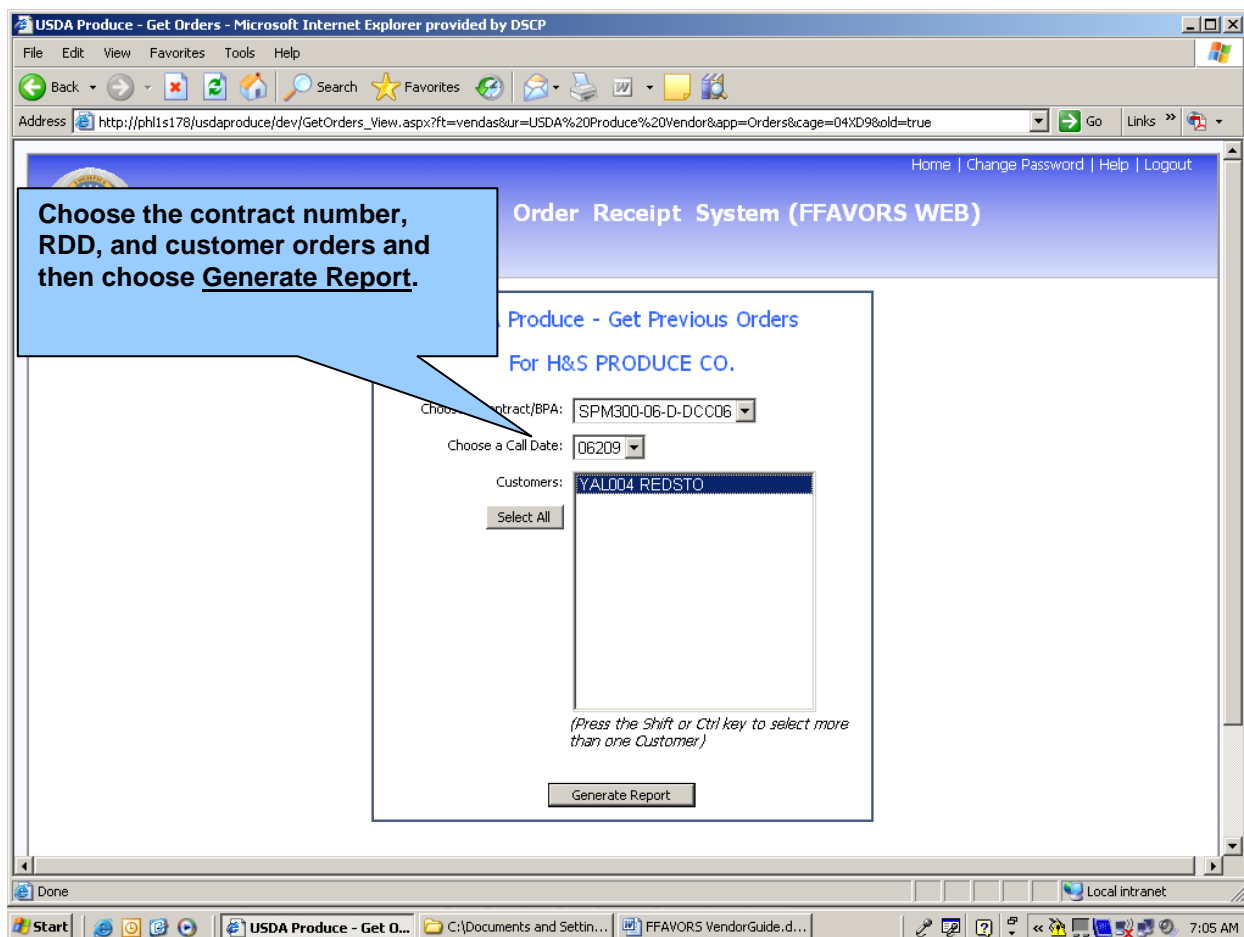 USDA Produce - Get Orders - Microsoft Internet Explorer provided by DSCP
File Edit View Favorites Tools Help
Back Search Favorites
Address http://phl1s178/usdaproduce/dev/GetOrders_View.aspx?ft=vendas&ur=USDA%20Produce%20Vendor&app=Orders&cage=04XD9&old=true Go Links »
Home | Change Password | Help | Logout
Order Receipt System (FFAVORS WEB)
Choose the contract number,
RDD, and customer orders and
then choose Generate Report.
Produce - Get Previous Orders
For H&S PRODUCE CO.
ntract/BPA: SPM300-06-D-DCC06
Choose a Call Date: 06209
Customers: YAL004 REDSTO
Select All
(Press the Shift or Ctrl key to select more
than one Customer)
Generate Report
Done Local intranet
Start USDA Produce - Get O... C:\Documents and Settin... FFAVORS VendorGuide.d... « 7:05 AM